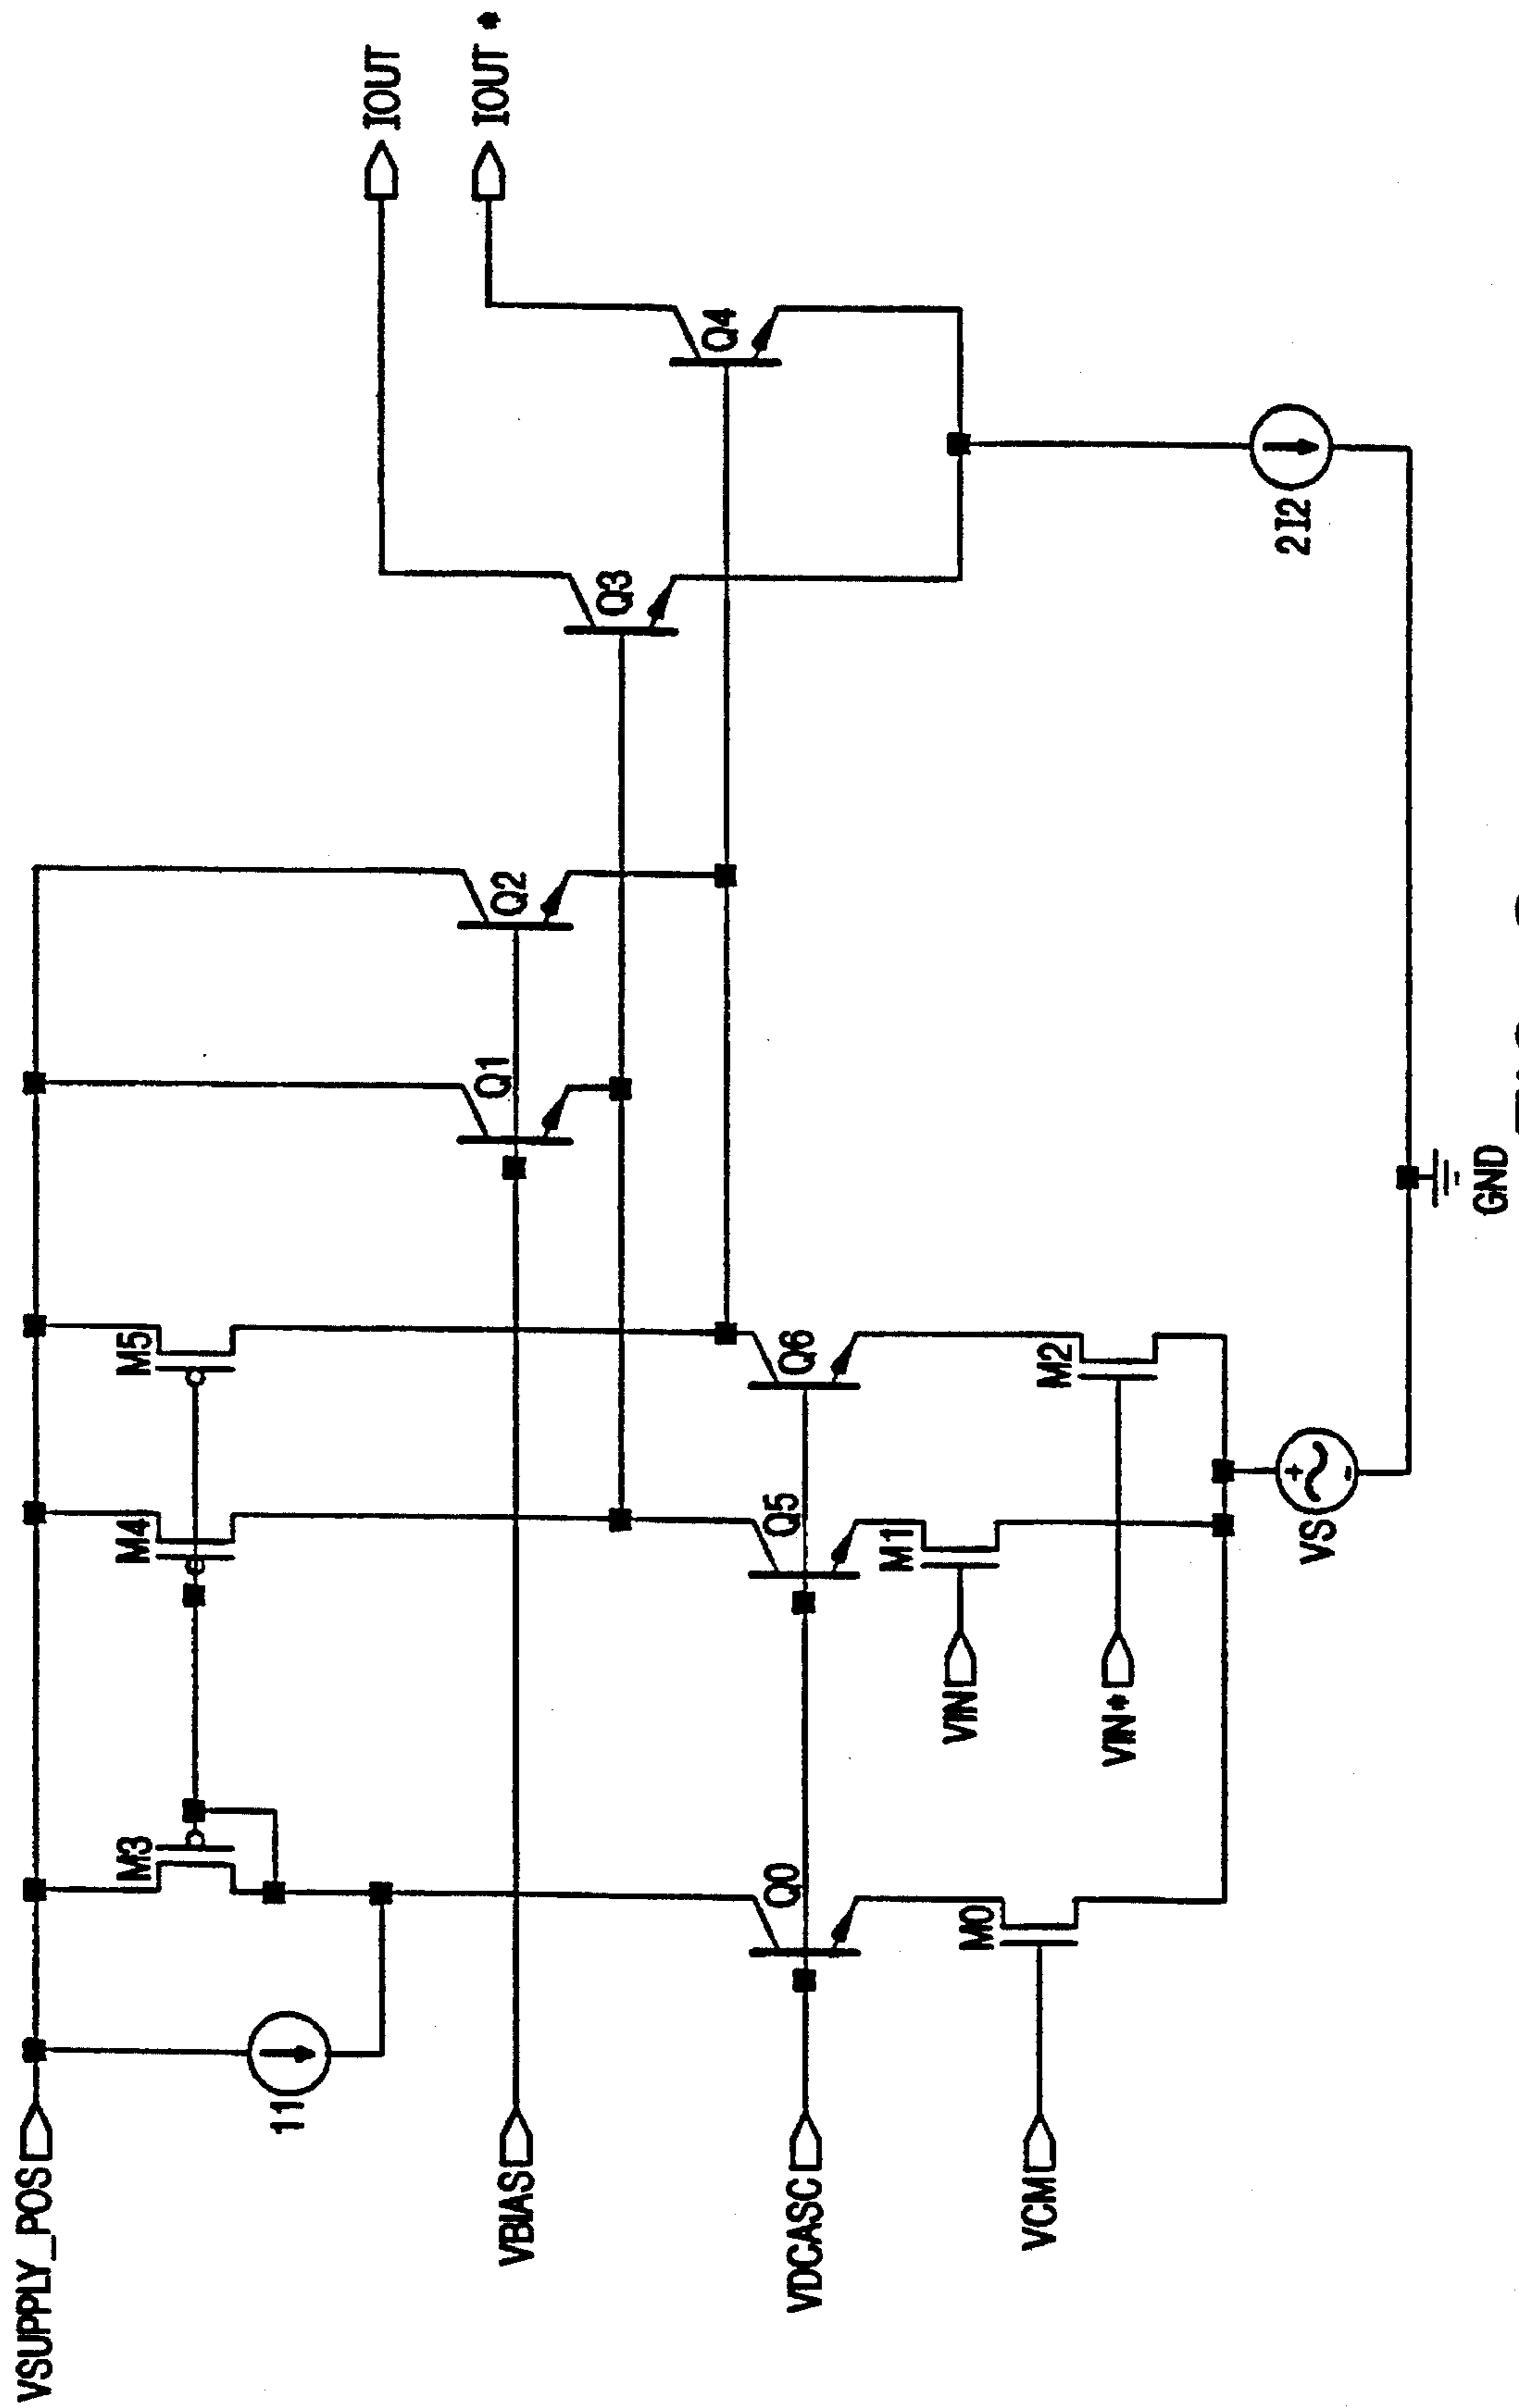 VSUPPLY_POS
11
M3
M4
M5
IOUT
IOUT*
VBIAS
Q1
Q2
Q3
Q4
VDCASC
Q0
Q5
Q6
VCM
M0
M1
M2
VIN
VIN*
VS
2I2
GND